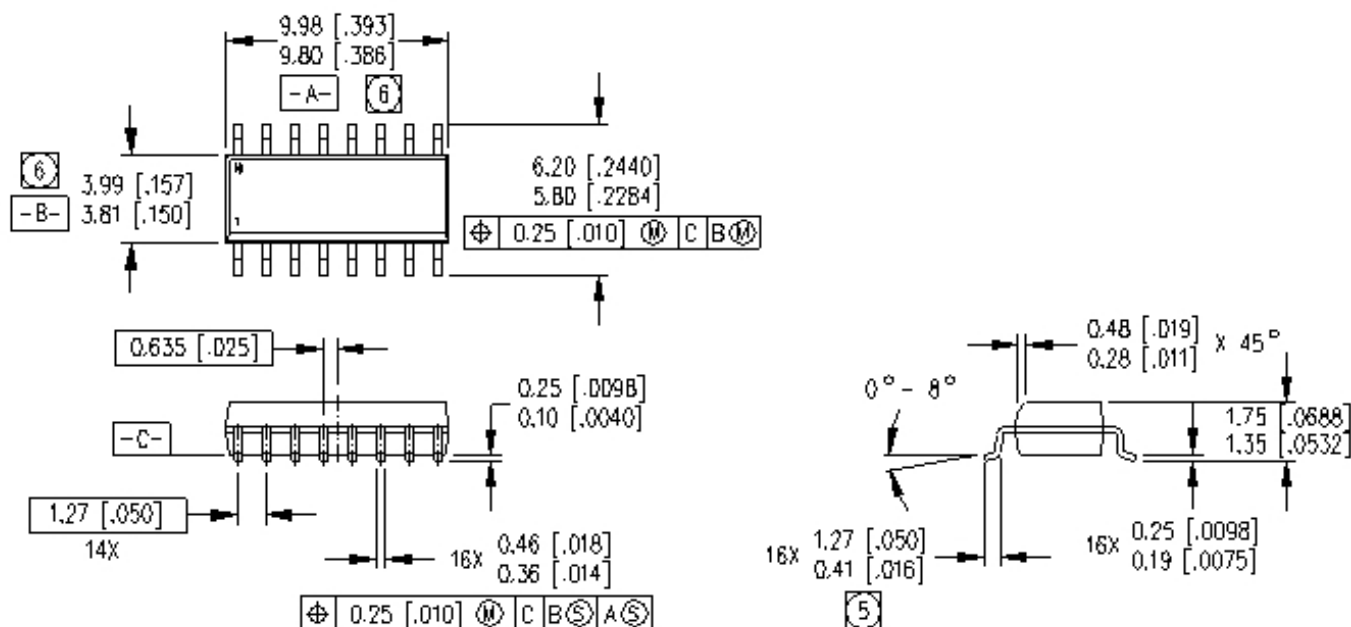 9.98 [.393]
9.80 [.386]
-A- 6
6
3.99 [.157]
3.81 [.150]
-B-
1
6.20 [.2440]
5.80 [.2284]
⌖ 0.25 [.010] Ⓜ C B Ⓜ
0.635 [.025]
0.25 [.0098]
0.10 [.0040]
-C-
1.27 [.050]
14X
16X 0.46 [.018]
0.36 [.014]
⌖ 0.25 [.010] Ⓜ C B Ⓢ A Ⓢ
0.48 [.019]
0.28 [.011] X 45°
0° - 8°
1.75 [.0688]
1.35 [.0532]
16X 1.27 [.050]
0.41 [.016]
5
16X 0.25 [.0098]
0.19 [.0075]